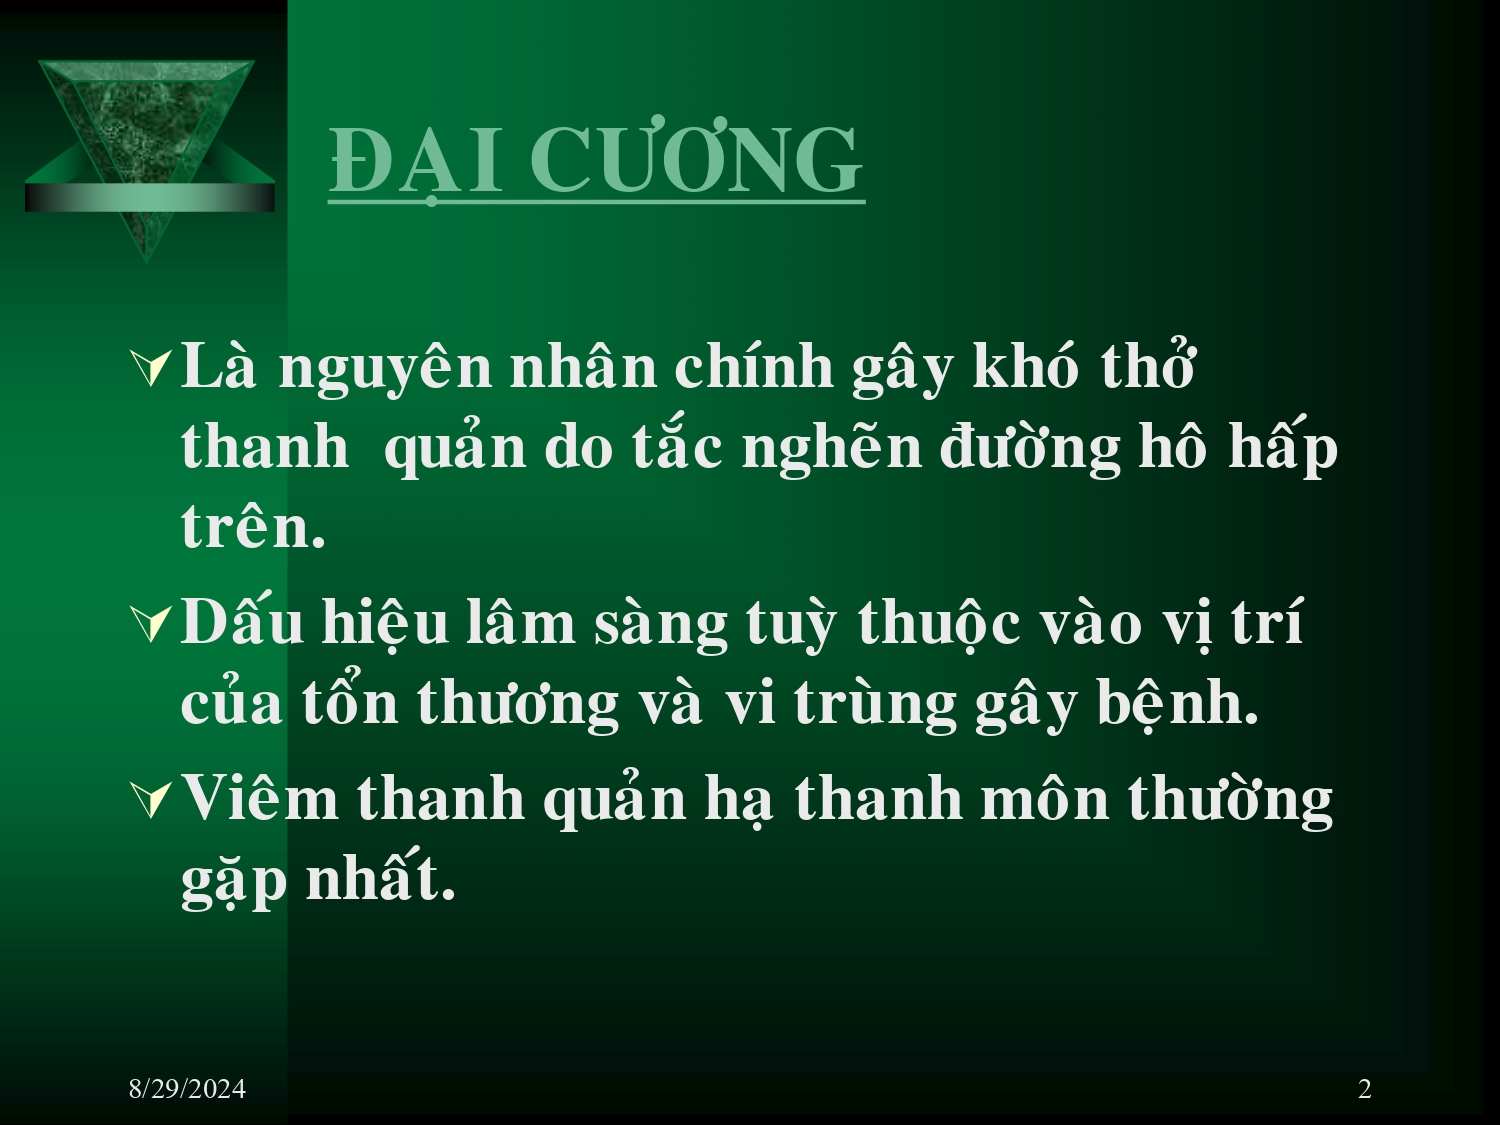 ĐẠI CƯƠNG
Là nguyên nhân chính gây khó thở
thanh quản do tắc nghẽn đường hô hấp
trên.
Dấu hiệu lâm sàng tuỳ thuộc vào vị trí
của tổn thương và vi trùng gây bệnh.
Viêm thanh quản hạ thanh môn thường
gặp nhất.
8/29/2024
2